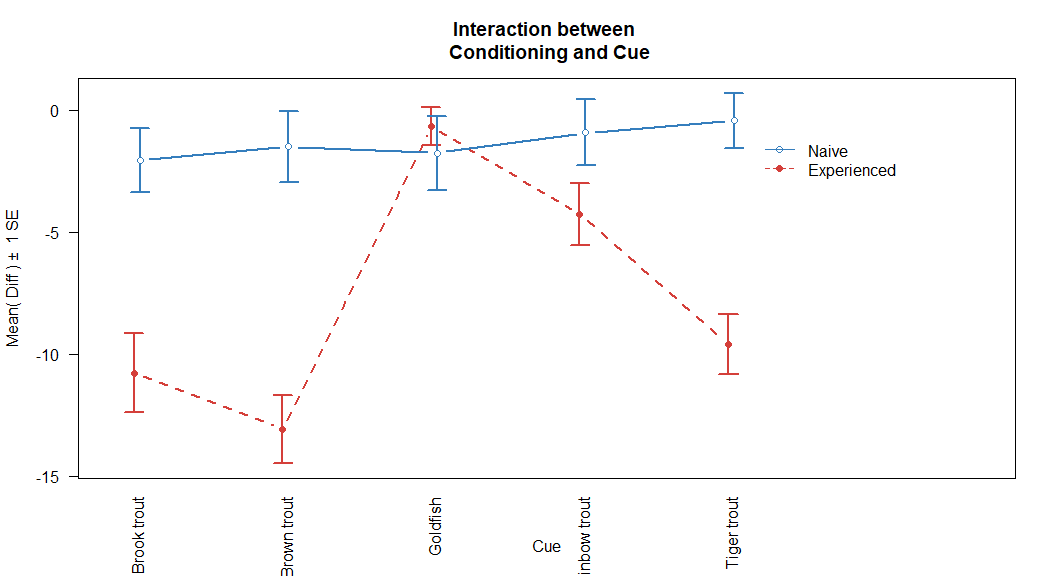 Interaction between
Conditioning and Cue
Mean( Diff ) ± 1 SE
0
-5
-10
-15
Naive
Experienced
Brook trout
Brown trout
Goldfish
inbow trout
Tiger trout
Cue